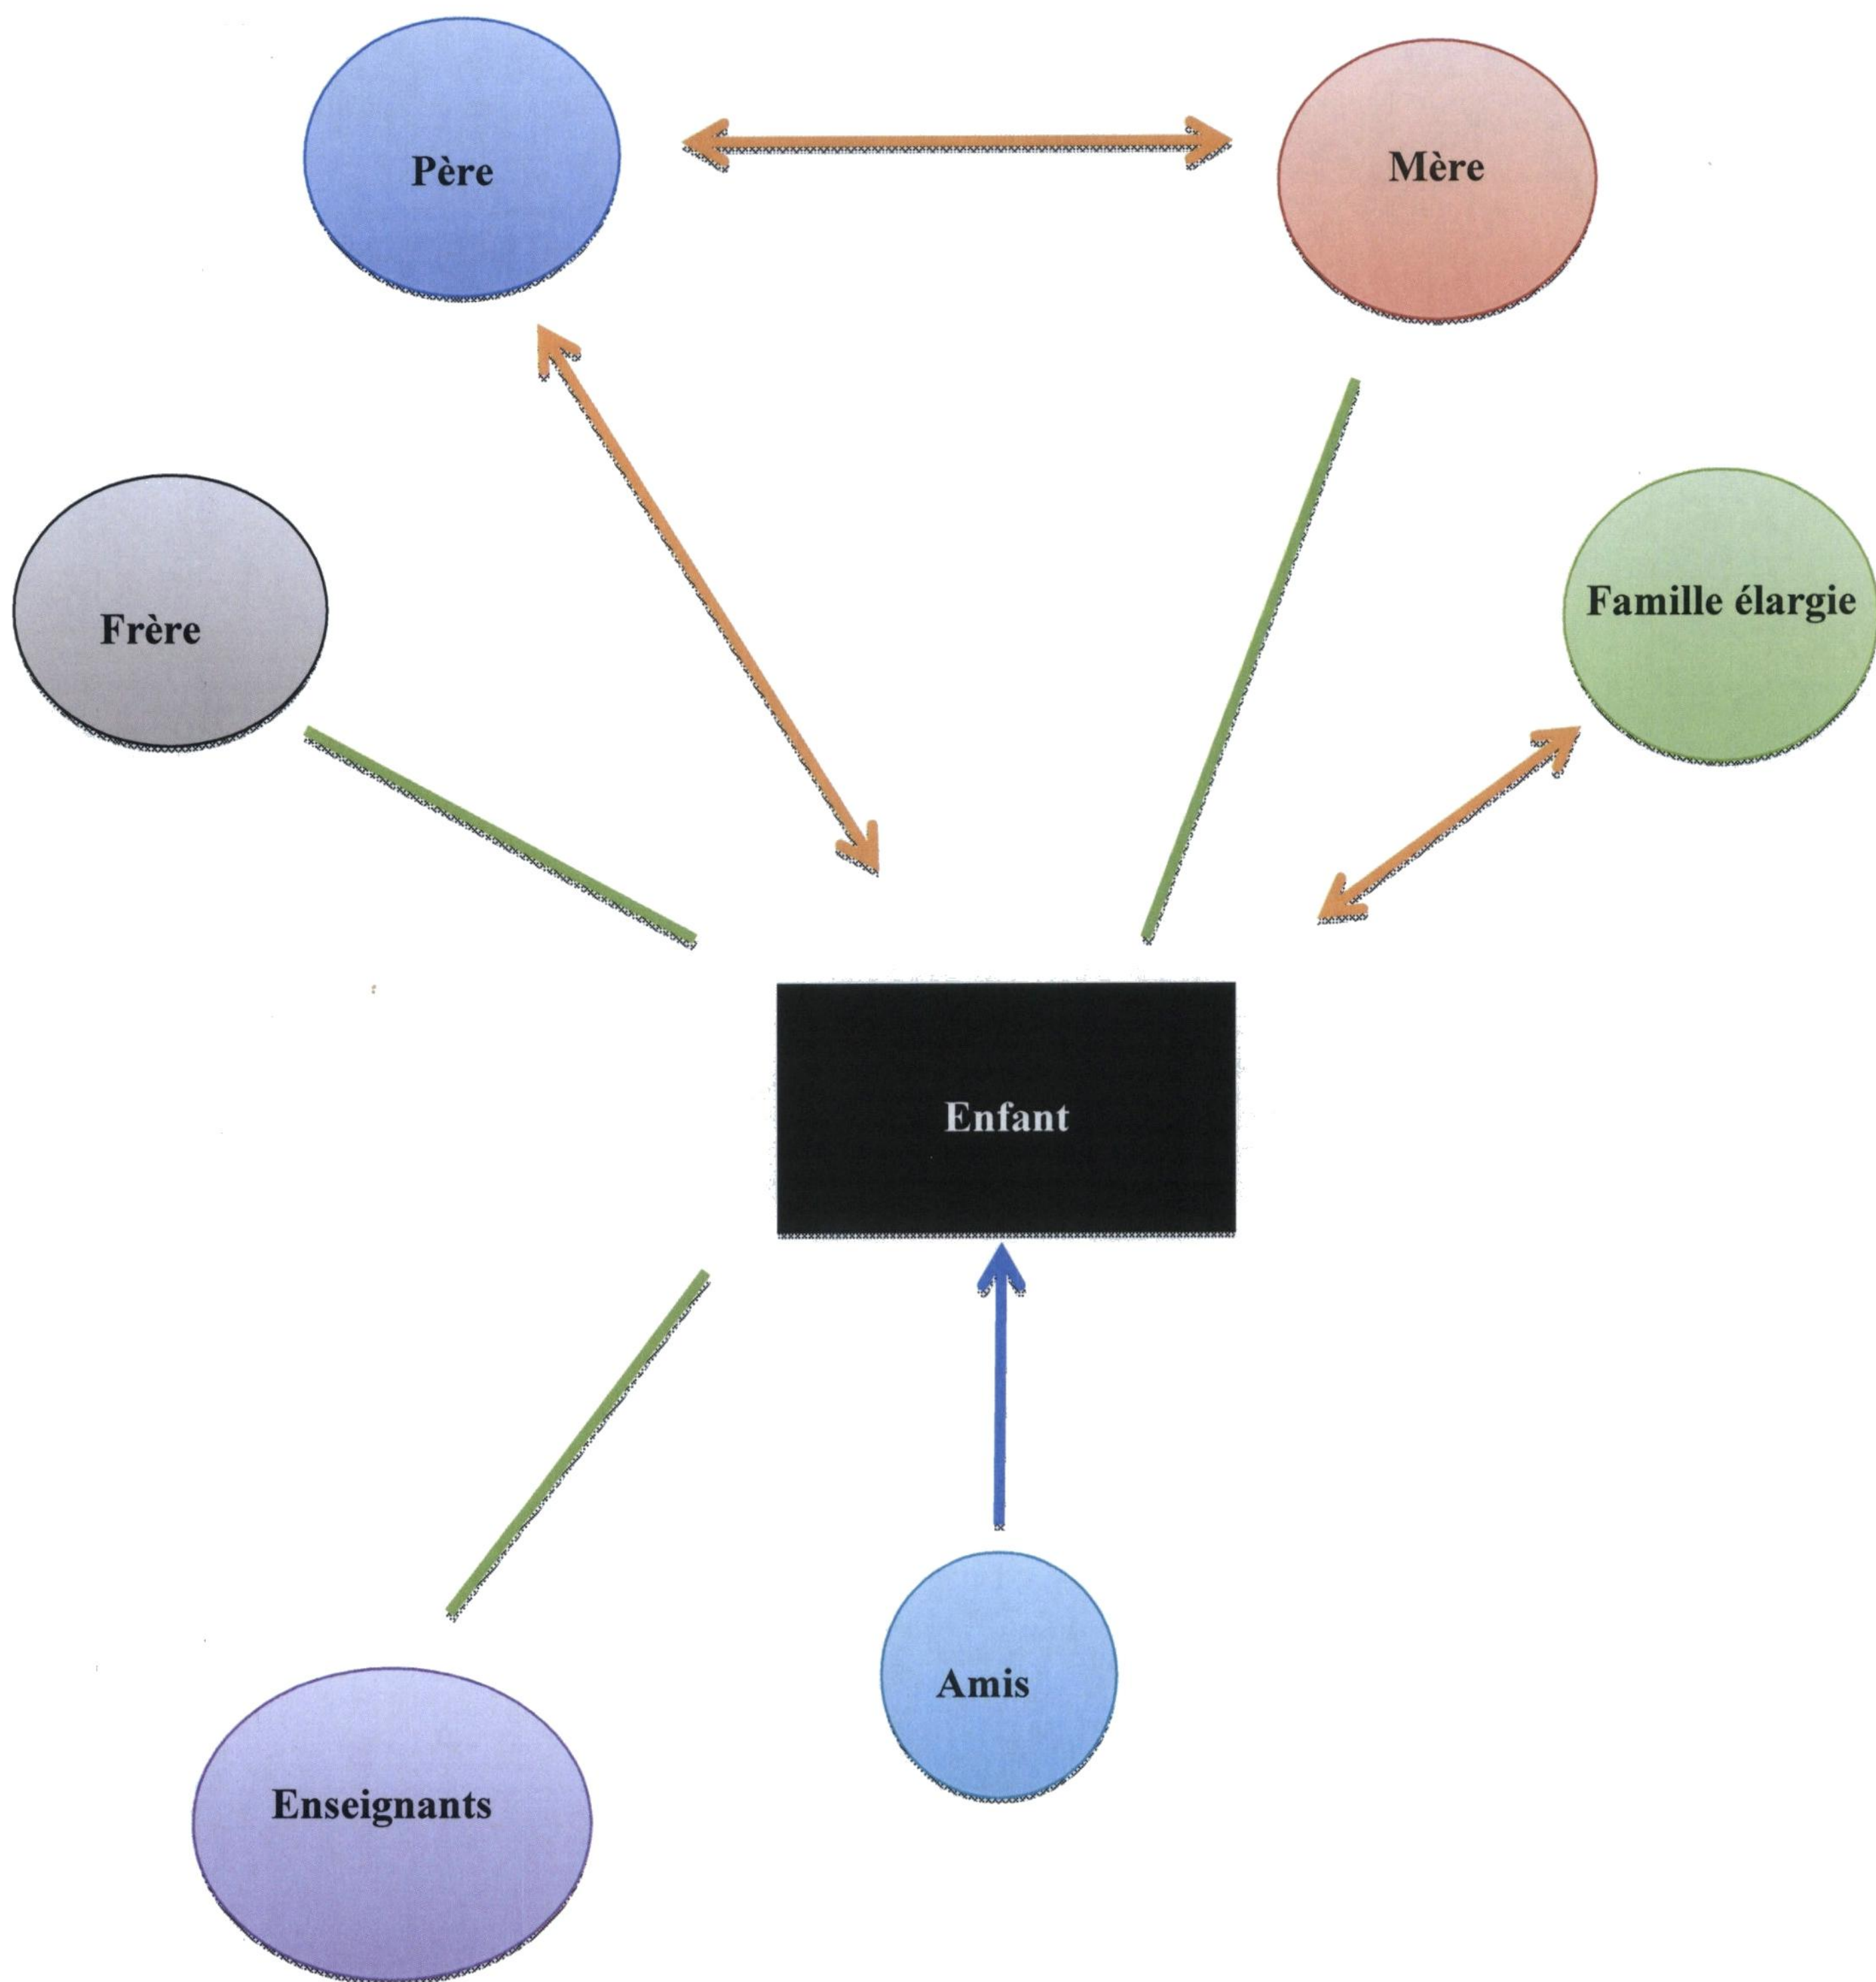 Père
Mère
Frère
Famille élargie
Enfant
Amis
Enseignants